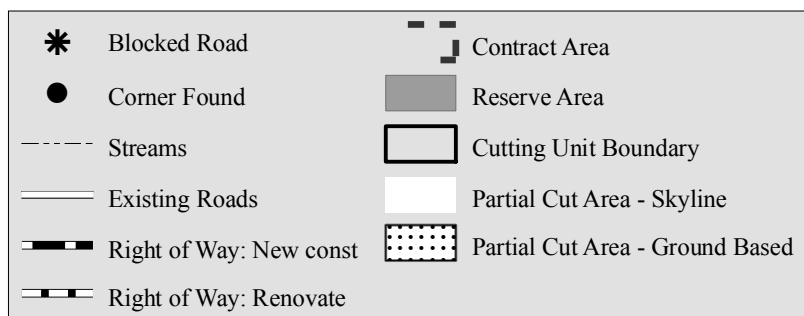 Blocked Road
Corner Found
Streams
Existing Roads
Right of Way: New const
Right of Way: Renovate
Contract Area
Reserve Area
Cutting Unit Boundary
Partial Cut Area - Skyline
Partial Cut Area - Ground Based